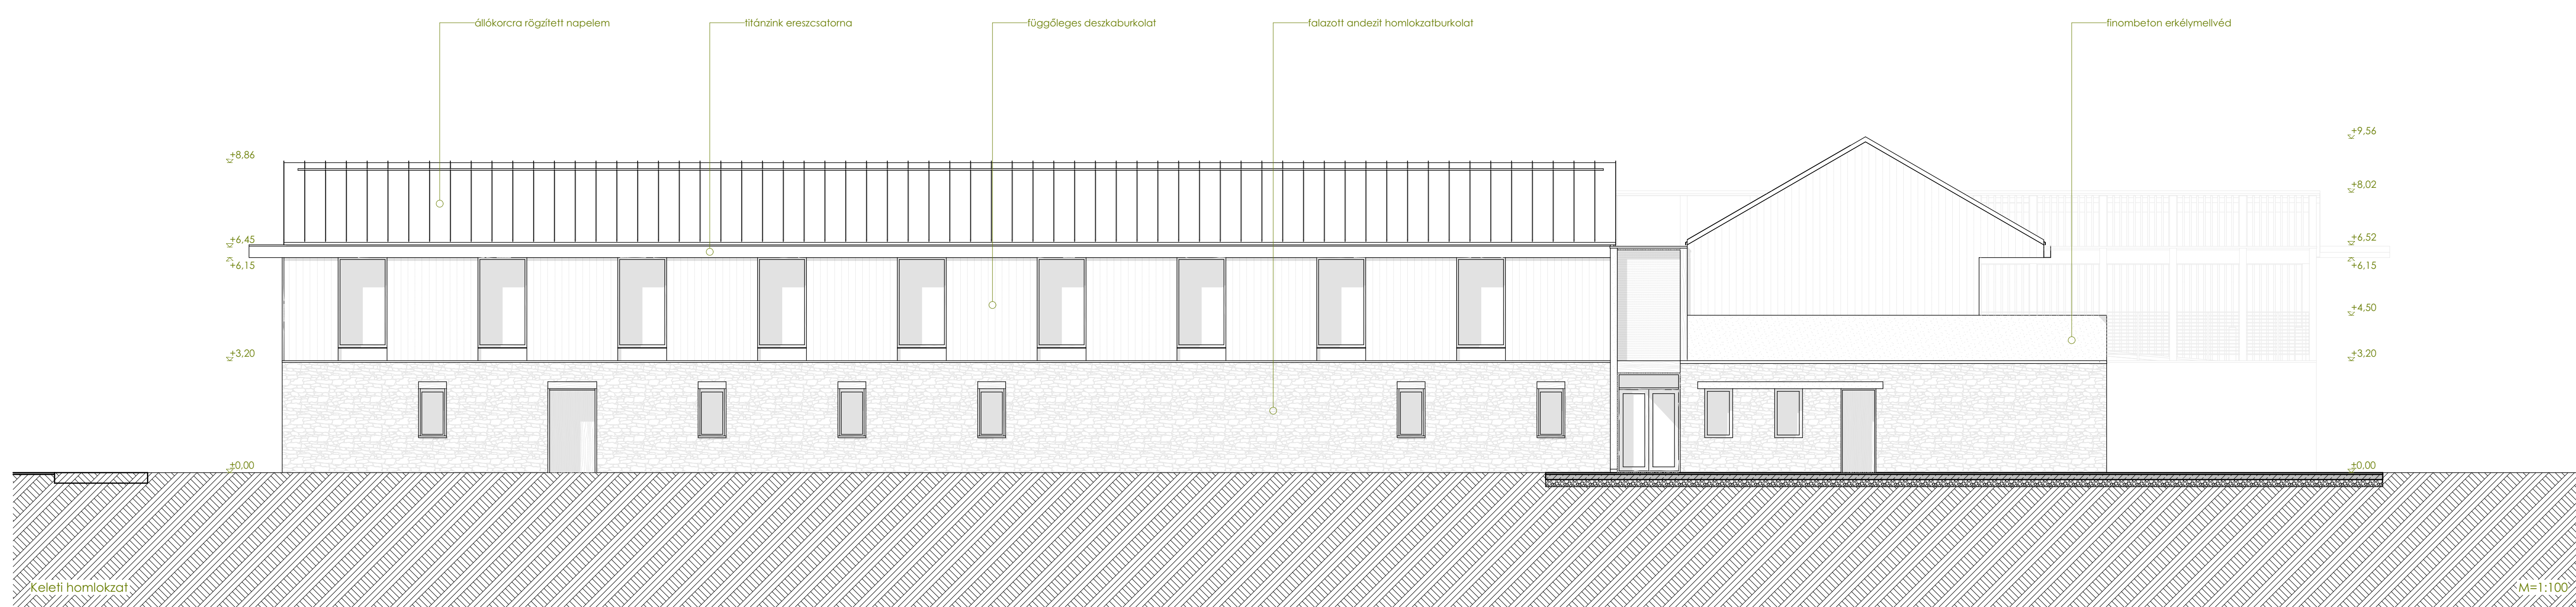 állókorcra rögzített napelem
titánzink ereszcsatorna
függőleges deszkaburkolat
falazott andezit homlokzatburkolat
finombeton erkélymellvéd
+8,86
+6,45
+6,15
+3,20
±0,00
+9,56
+8,02
+6,52
+6,15
+4,50
+3,20
±0,00
Keleti homlokzat
M=1:100